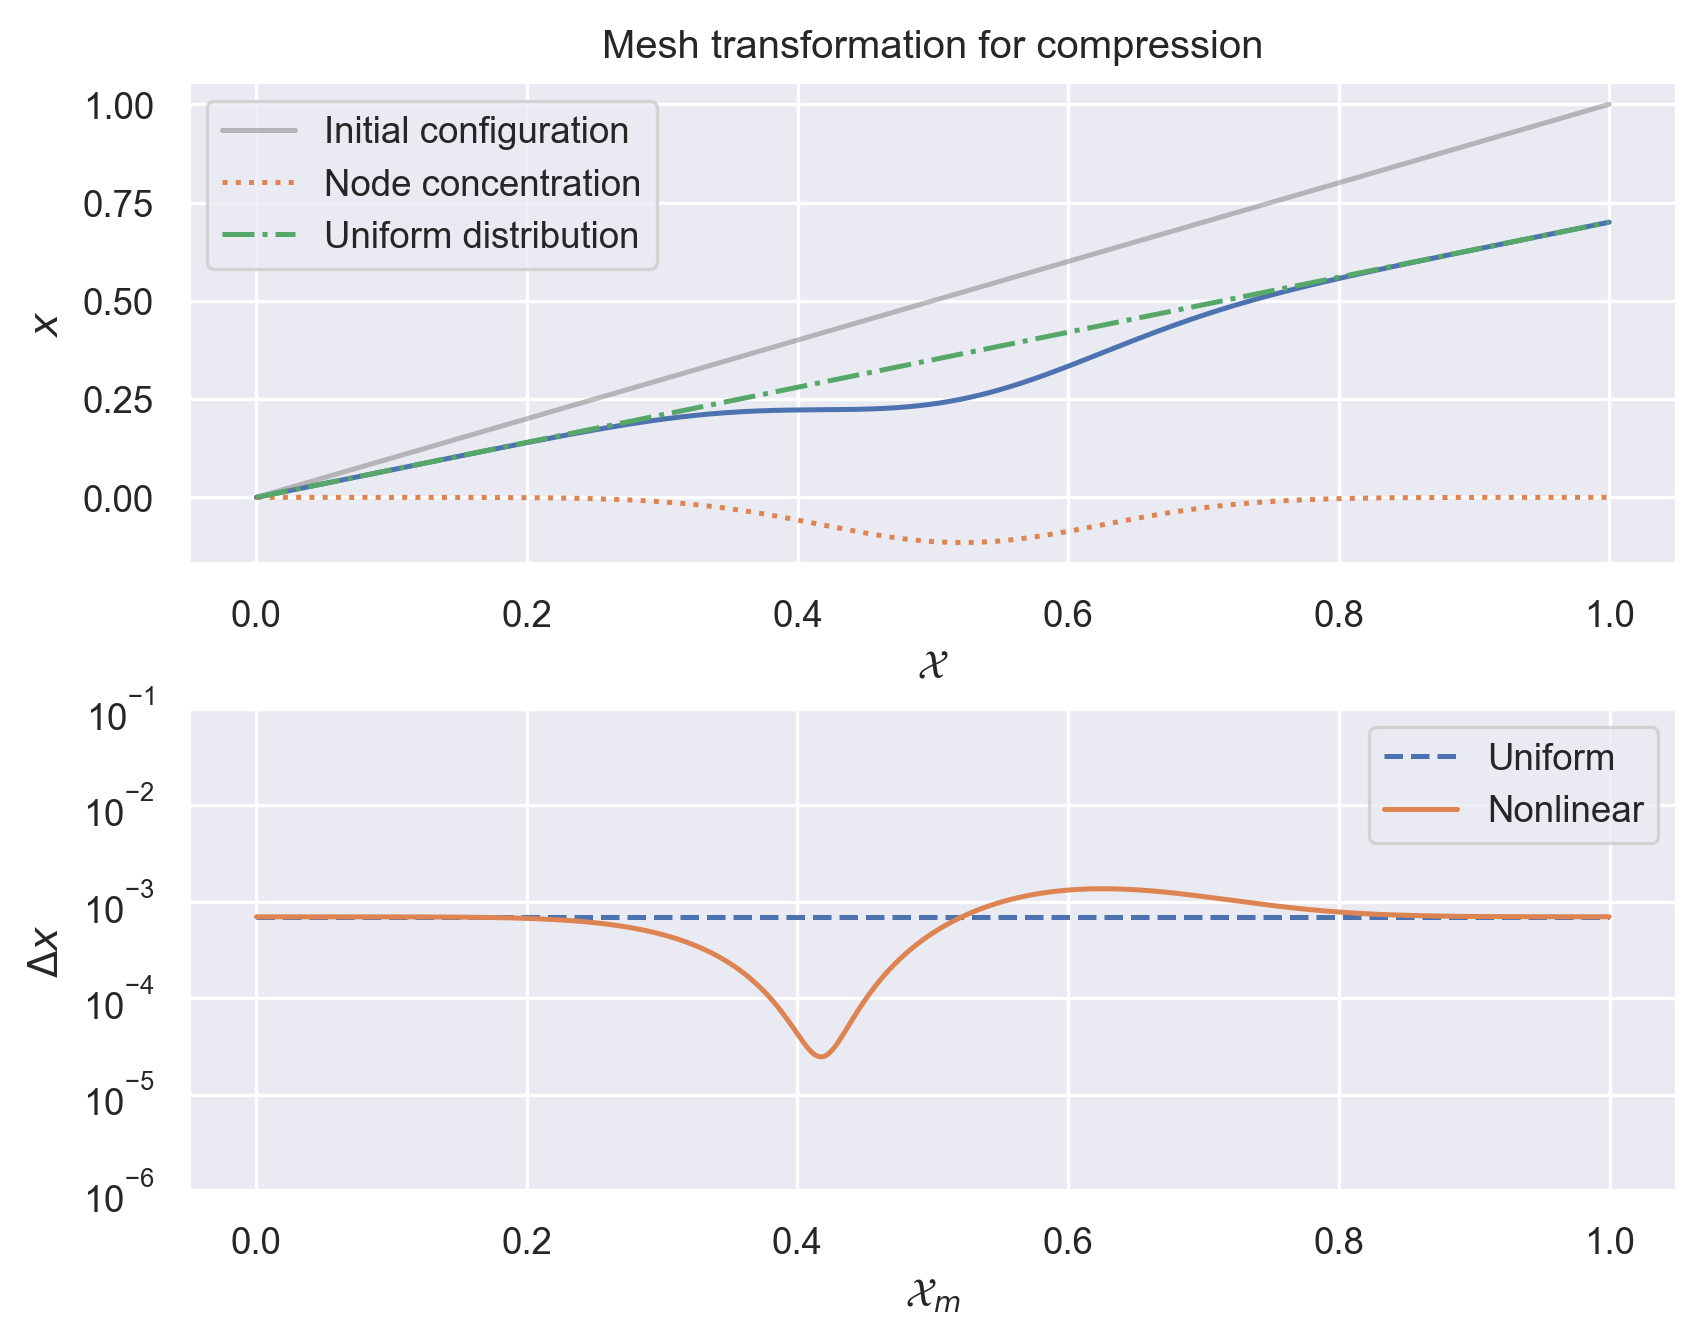 Mesh transformation for compression
1.00
0.75
0.50
0.25
0.00
x
Initial configuration
Node concentration
Uniform distribution
0.0 0.2 0.4 0.6 0.8 1.0
𝒳
10⁻¹
10⁻²
10⁻³
10⁻⁴
10⁻⁵
10⁻⁶
Δx
Uniform
Nonlinear
0.0 0.2 0.4 0.6 0.8 1.0
𝒳ₘ